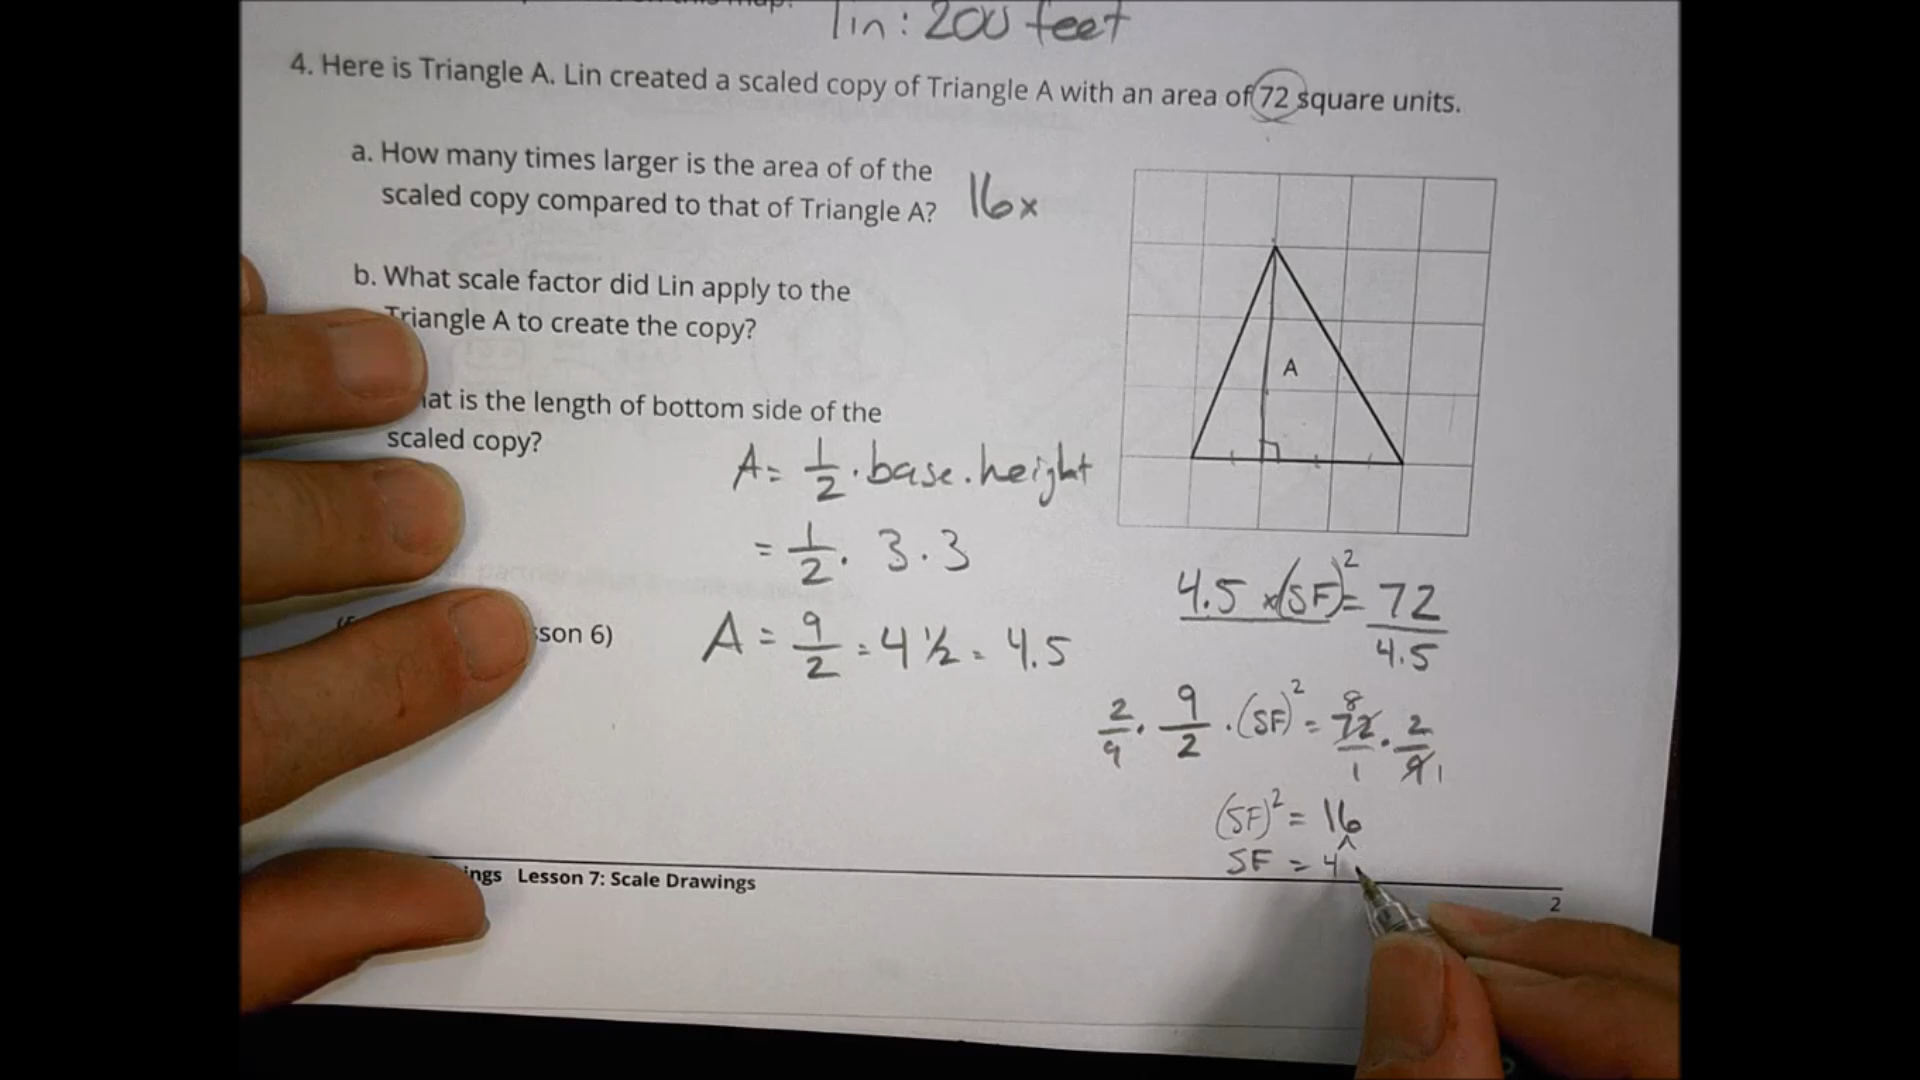 1in: 200 feet
4. Here is Triangle A. Lin created a scaled copy of Triangle A with an area of 72 square units.
a. How many times larger is the area of of the
scaled copy compared to that of Triangle A? 16x
b. What scale factor did Lin apply to the
Triangle A to create the copy?
at is the length of bottom side of the
scaled copy?
A
A = 1/2 · base · height
= 1/2 · 3 · 3
A = 9/2 = 4 1/2 = 4.5
son 6)
4.5 x (SF)² = 72
4.5
2/9 · 9/2 · (SF)² = 8 72/1 · 2/9 1
(SF)² = 16
SF = 4
ngs Lesson 7: Scale Drawings
2